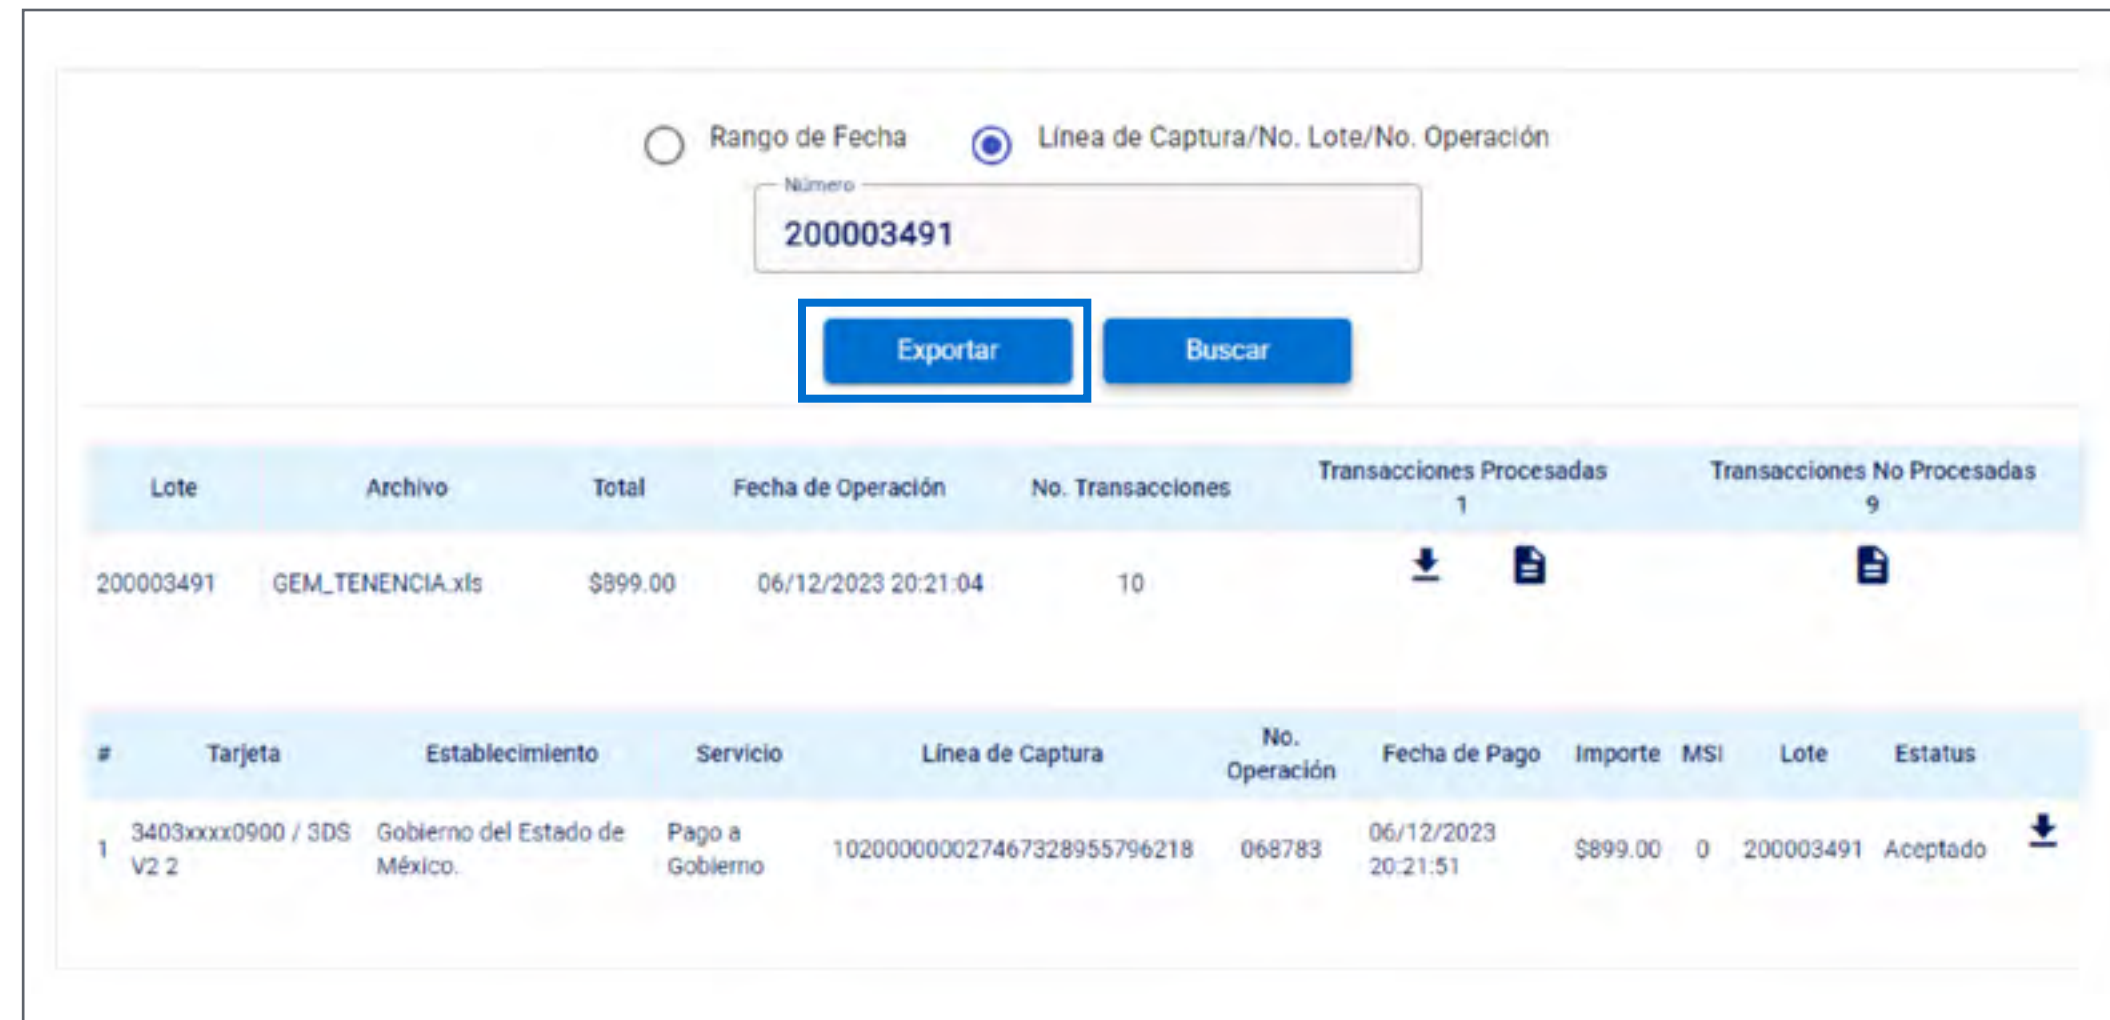 Rango de Fecha Línea de Captura/No. Lote/No. Operación
Número
200003491
Exportar Buscar
Lote Archivo Total Fecha de Operación No. Transacciones Transacciones Procesadas Transacciones No Procesadas
1 9
200003491 GEM_TENENCIA.xls $899.00 06/12/2023 20:21:04 10
# Tarjeta Establecimiento Servicio Línea de Captura No. Operación Fecha de Pago Importe MSI Lote Estatus
1 3403xxxx0900 / 3DS Gobierno del Estado de Pago a 102000000027467328955796218 068783 06/12/2023 $899.00 0 200003491 Aceptado
V2 2 México. Gobierno 20:21:51